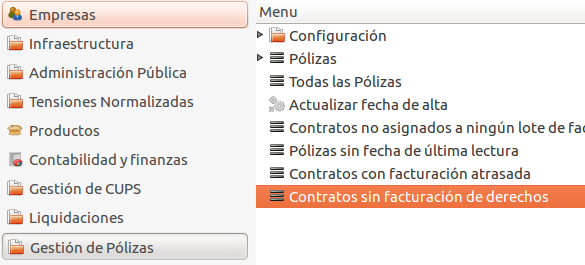 Empresas
Infraestructura
Administración Pública
Tensiones Normalizadas
Productos
Contabilidad y finanzas
Gestión de CUPS
Liquidaciones
Gestión de Pólizas
Menu
Configuración
Pólizas
Todas las Pólizas
Actualizar fecha de alta
Contratos no asignados a ningún lote de fac
Pólizas sin fecha de última lectura
Contratos con facturación atrasada
Contratos sin facturación de derechos